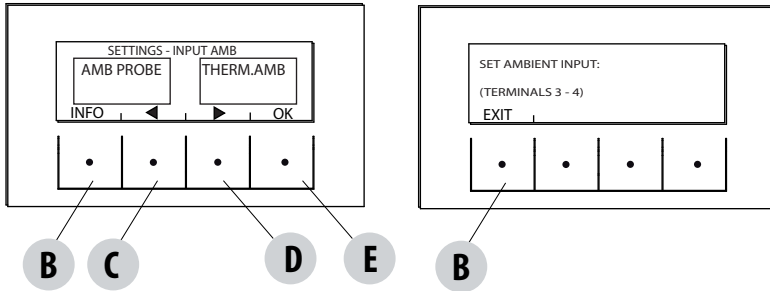 SETTINGS - INPUT AMB
AMB PROBE THERM.AMB
INFO ◀ ▶ OK
B C D E
SET AMBIENT INPUT:
(TERMINALS 3 - 4)
EXIT
B